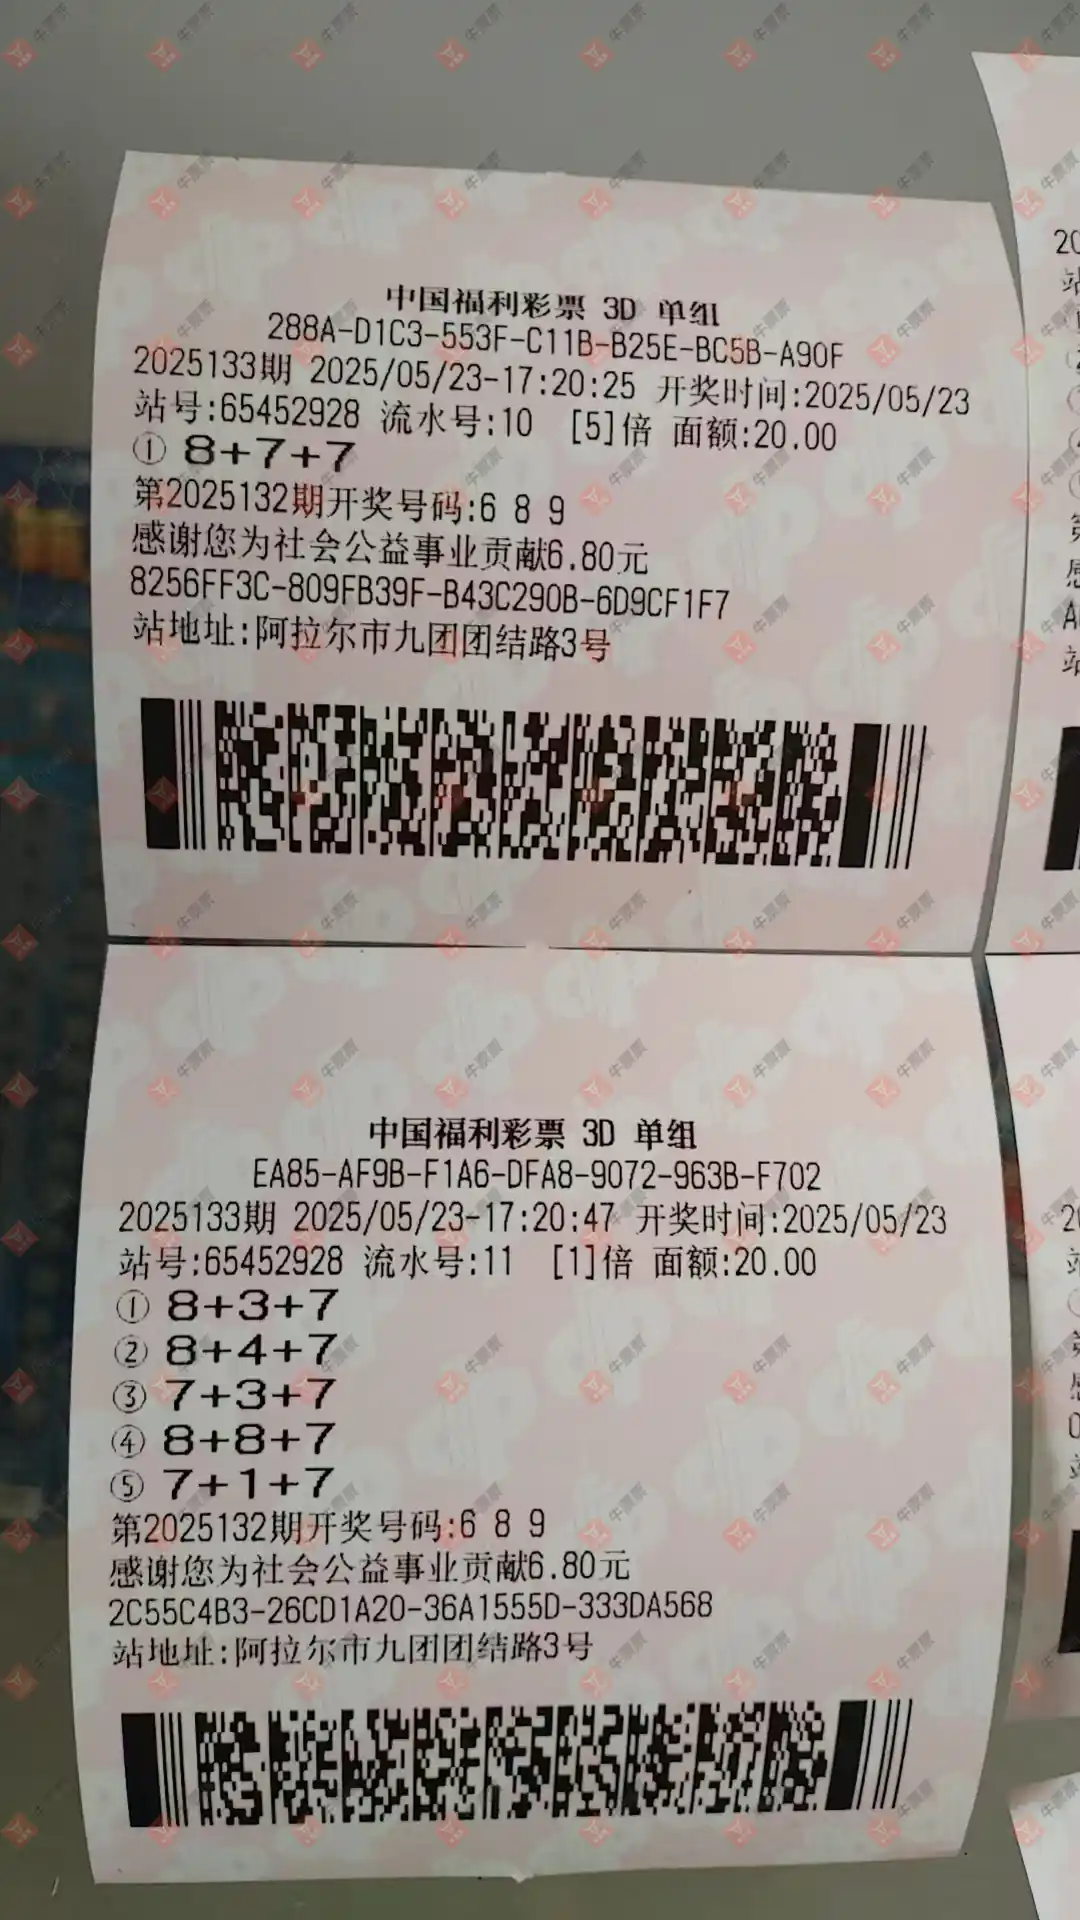 中国福利彩票 3D 单组
288A-D1C3-553F-C11B-B25E-BC5B-A90F
2025133期 2025/05/23-17:20:25 开奖时间:2025/05/23
站号:65452928 流水号:10 [5]倍 面额:20.00
① 8+7+7
第2025132期开奖号码:6 8 9
感谢您为社会公益事业贡献6.80元
8256FF3C-809FB39F-B43C290B-6D9CF1F7
站地址:阿拉尔市九团团结路3号
中国福利彩票 3D 单组
EA85-AF9B-F1A6-DFA8-9072-963B-F702
2025133期 2025/05/23-17:20:47 开奖时间:2025/05/23
站号:65452928 流水号:11 [1]倍 面额:20.00
① 8+3+7
② 8+4+7
③ 7+3+7
④ 8+8+7
⑤ 7+1+7
第2025132期开奖号码:6 8 9
感谢您为社会公益事业贡献6.80元
2C55C4B3-26CD1A20-36A1555D-333DA568
站地址:阿拉尔市九团团结路3号